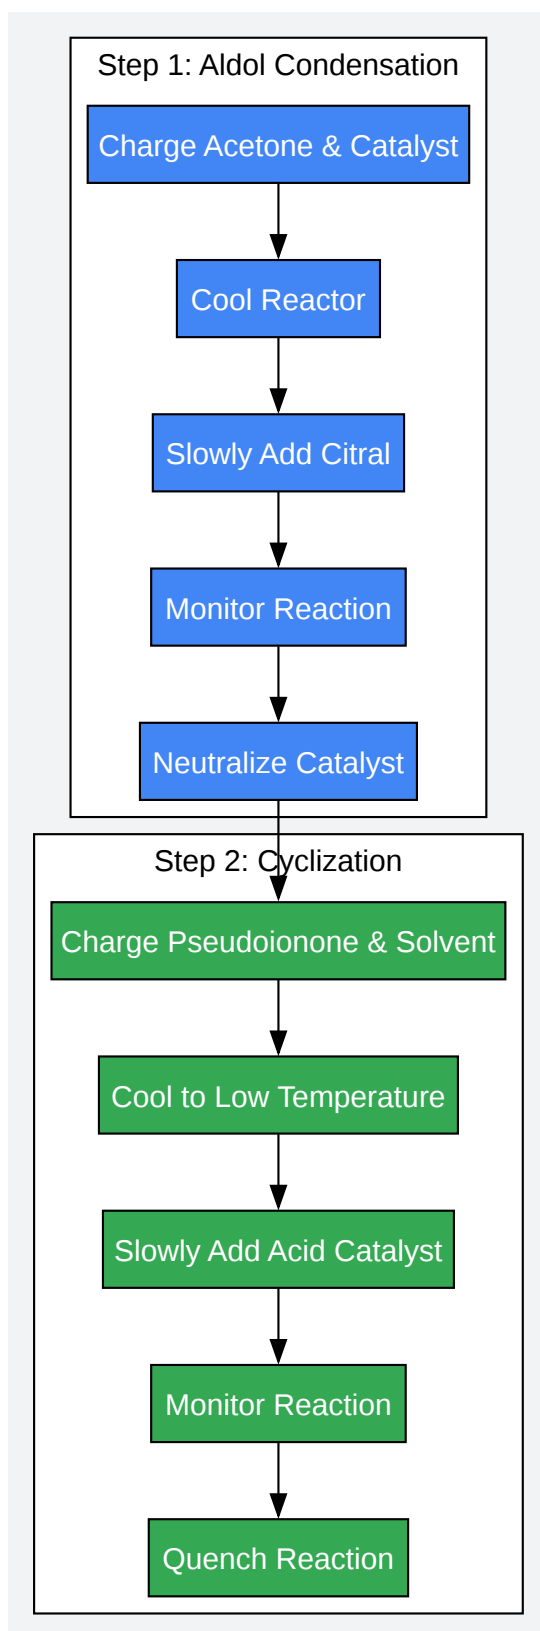 Step 1: Aldol Condensation
Charge Acetone & Catalyst
Cool Reactor
Slowly Add Citral
Monitor Reaction
Neutralize Catalyst
Step 2: Cyclization
Charge Pseudoionone & Solvent
Cool to Low Temperature
Slowly Add Acid Catalyst
Monitor Reaction
Quench Reaction